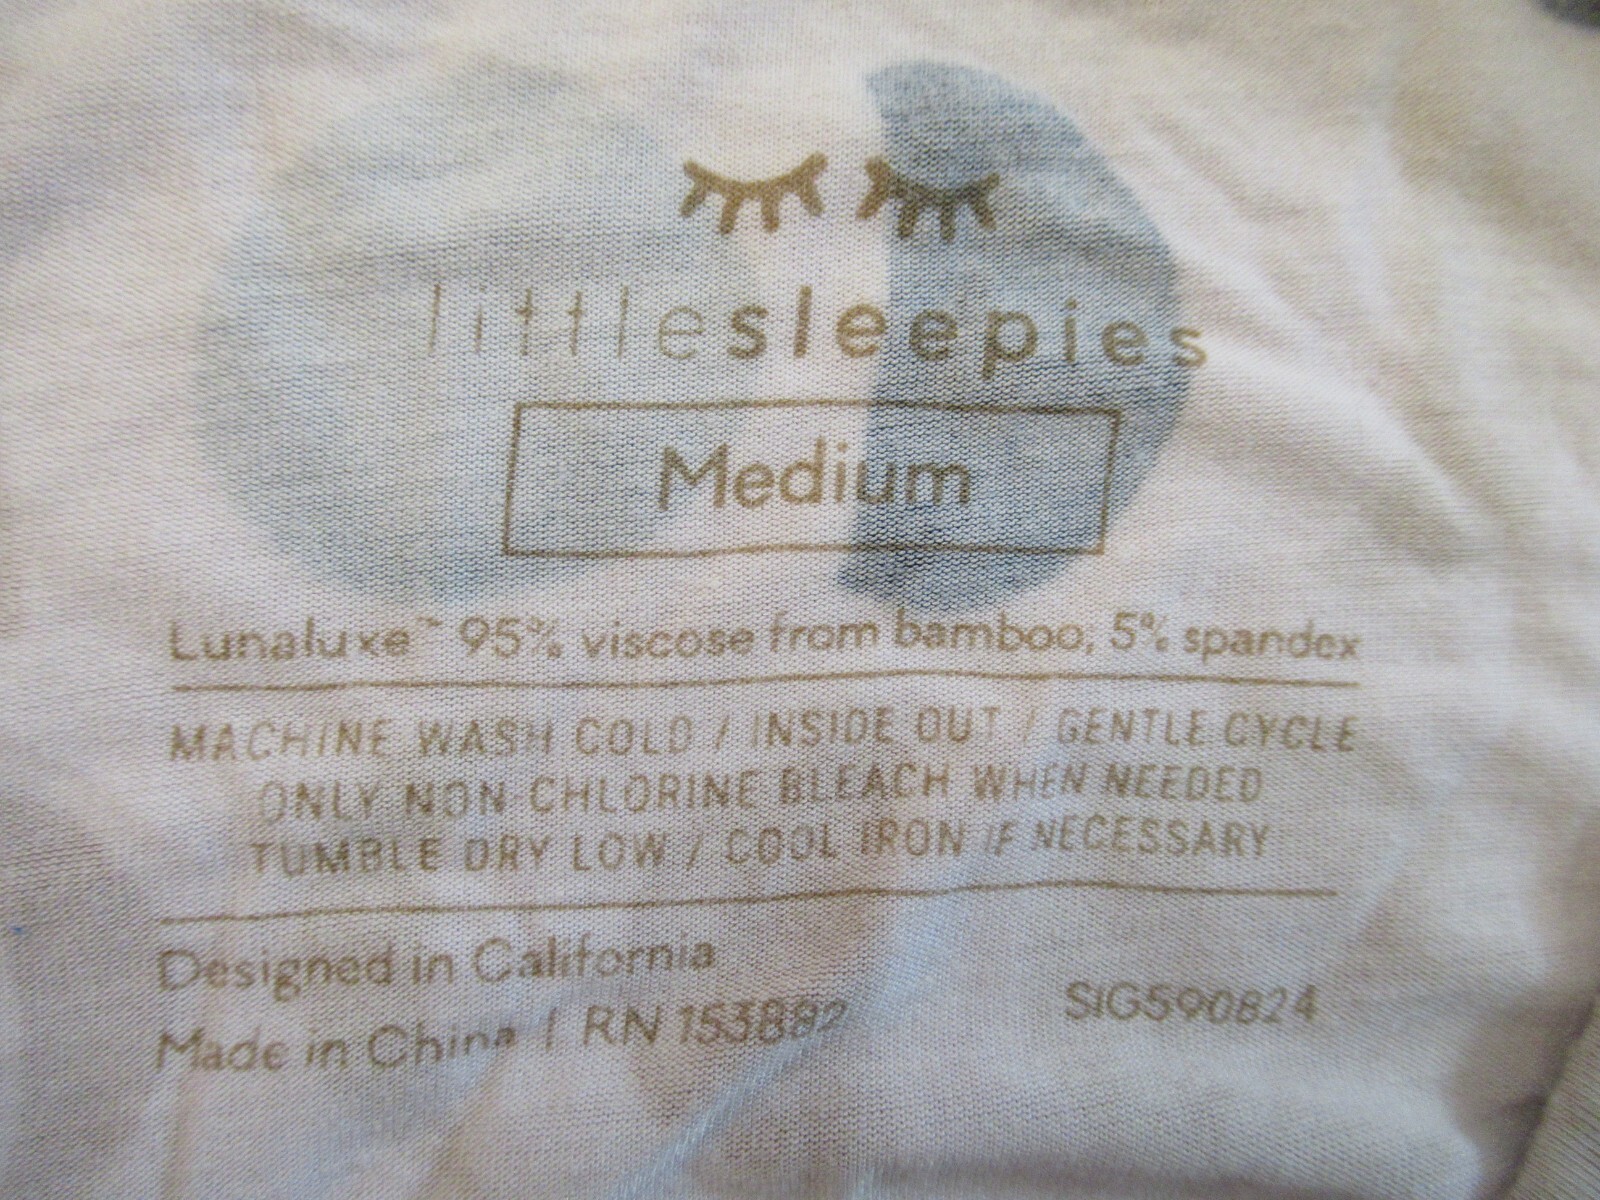 littlesleepies
Medium
Lunaluxe™ 95% viscose from bamboo, 5% spandex
MACHINE WASH COLD / INSIDE OUT / GENTLE CYCLE
ONLY NON CHLORINE BLEACH WHEN NEEDED
TUMBLE DRY LOW / COOL IRON IF NECESSARY
Designed in California
Made in China / RN 153882
SIG590824